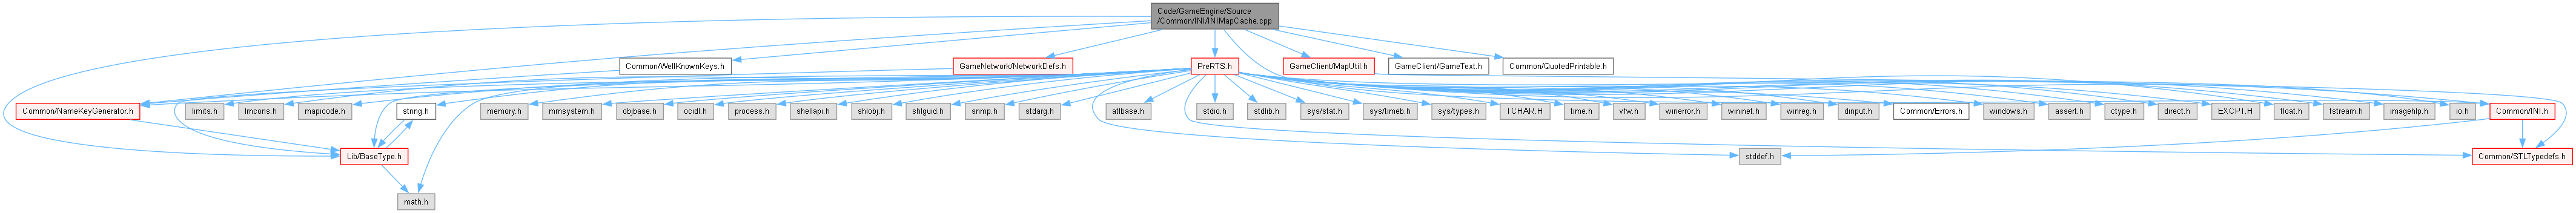 Code/GameEngine/Source
/Common/INI/INIMapCache.cpp
Common/WellKnownKeys.h
GameNetwork/NetworkDefs.h
PreRTS.h
GameClient/MapUtil.h
GameClient/GameText.h
Common/QuotedPrintable.h
Common/NameKeyGenerator.h
limits.h
lmcons.h
mapicode.h
string.h
memory.h
mmsystem.h
objbase.h
ocidl.h
process.h
shellapi.h
shlobj.h
shlguid.h
snmp.h
stdarg.h
atlbase.h
stdio.h
stdlib.h
sys/stat.h
sys/timeb.h
sys/types.h
TCHAR.H
time.h
vfw.h
winerror.h
wininet.h
winreg.h
dinput.h
Common/Errors.h
windows.h
assert.h
ctype.h
direct.h
EXCPT.H
float.h
fstream.h
imagehlp.h
io.h
Common/INI.h
Lib/BaseType.h
stddef.h
Common/STLTypedefs.h
math.h